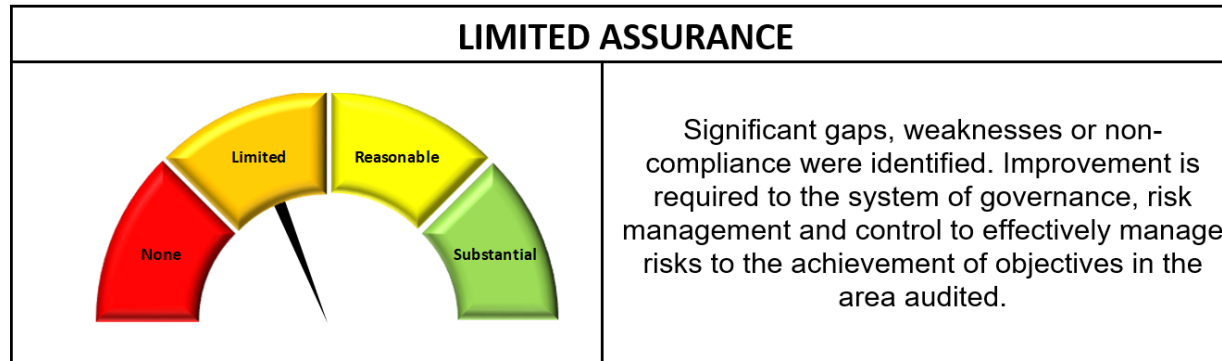 LIMITED ASSURANCE
Limited
Reasonable
None
Substantial
Significant gaps, weaknesses or non-
compliance were identified. Improvement is
required to the system of governance, risk
management and control to effectively manage
risks to the achievement of objectives in the
area audited.